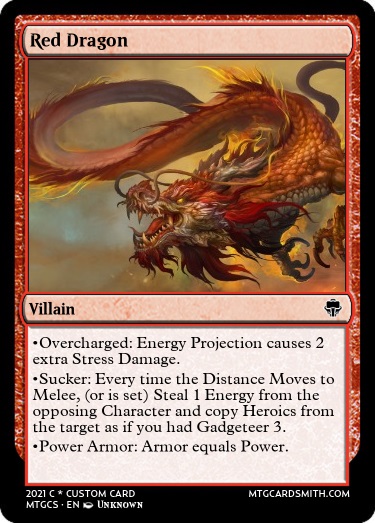 Red Dragon
Villain
•Overcharged: Energy Projection causes 2
extra Stress Damage.
•Sucker: Every time the Distance Moves to
Melee, (or is set) Steal 1 Energy from the
opposing Character and copy Heroics from
the target as if you had Gadgeteer 3.
•Power Armor: Armor equals Power.
2021 C * CUSTOM CARD
MTGCS • EN Unknown
MTGCARDSMITH.COM